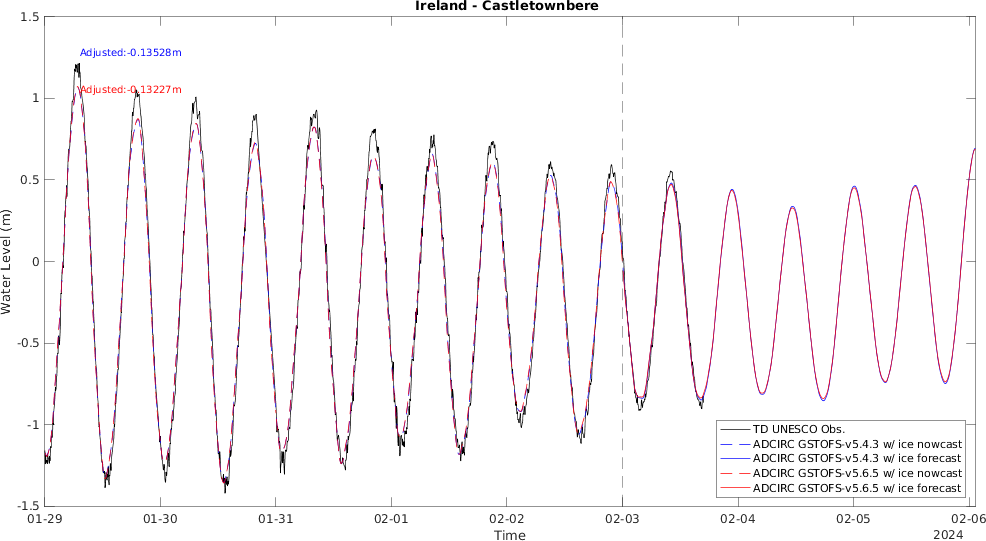 Ireland - Castletownbere
Adjusted:-0.13528m
Adjusted:-0.13227m
1.5
1
0.5
0
-0.5
-1
-1.5
Water Level (m)
TD UNESCO Obs.
ADCIRC GSTOFS-v5.4.3 w/ ice nowcast
ADCIRC GSTOFS-v5.4.3 w/ ice forecast
ADCIRC GSTOFS-v5.6.5 w/ ice nowcast
ADCIRC GSTOFS-v5.6.5 w/ ice forecast
01-29 01-30 01-31 02-01 02-02 02-03 02-04 02-05 02-06
Time
2024